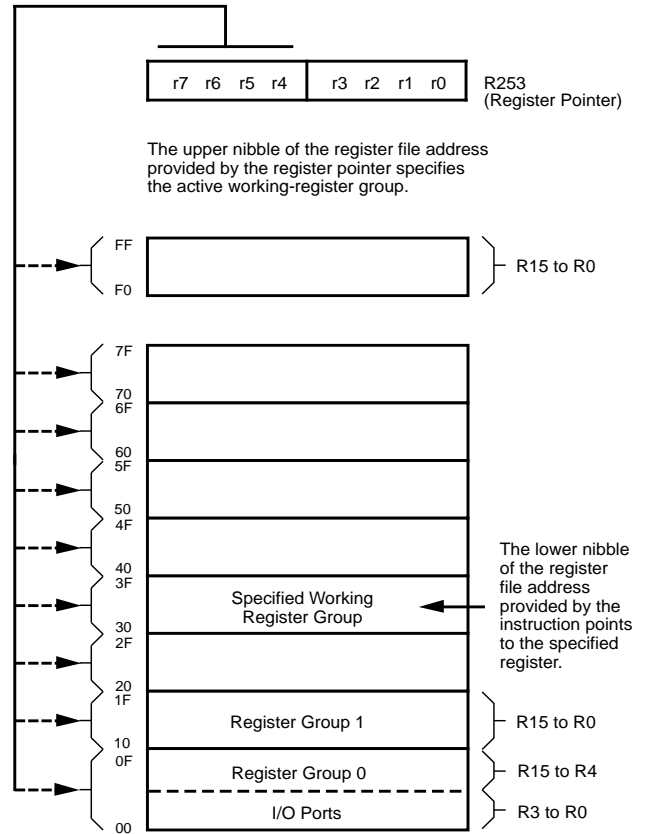 r7 r6 r5 r4 r3 r2 r1 r0 R253
(Register Pointer)
The upper nibble of the register file address
provided by the register pointer specifies
the active working-register group.
FF
R15 to R0
F0
7F
70
6F
60
5F
50
4F
40
3F
Specified Working
Register Group
The lower nibble
of the register
file address
provided by the
instruction points
to the specified
register.
30
2F
20
1F
Register Group 1 R15 to R0
10
0F
Register Group 0 R15 to R4
I/O Ports R3 to R0
00